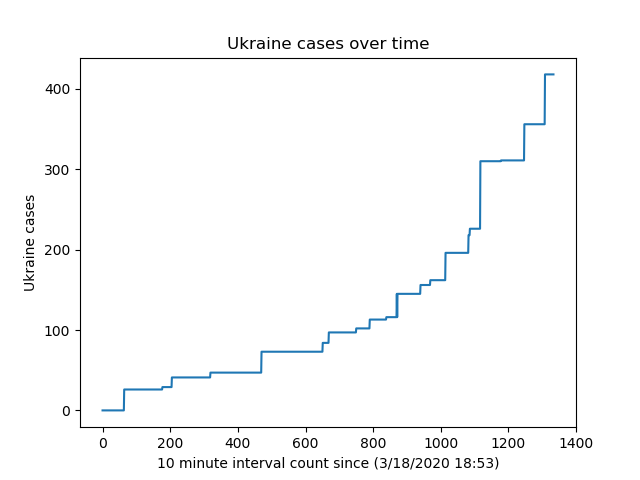 Ukraine cases over time
Ukraine cases
400
300
200
100
0
0 200 400 600 800 1000 1200 1400
10 minute interval count since (3/18/2020 18:53)